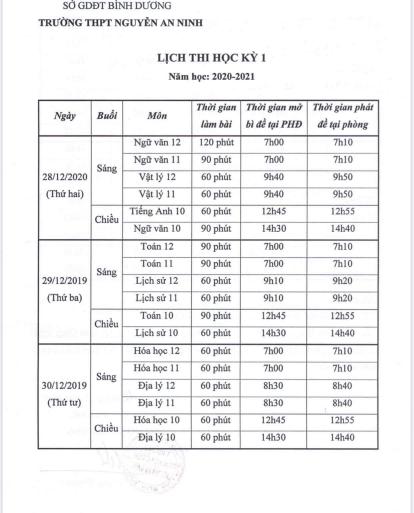 SỞ GDĐT BÌNH DƯƠNG
TRƯỜNG THPT NGUYỄN AN NINH
LỊCH THI HỌC KỲ 1
Năm học: 2020-2021
Ngày Buổi Môn Thời gian làm bài Thời gian mở bì đề tại PHĐ Thời gian phát đề tại phòng
28/12/2020 (Thứ hai) Sáng Ngữ văn 12 120 phút 7h00 7h10
Ngữ văn 11 90 phút 7h00 7h10
Vật lý 12 60 phút 9h40 9h50
Vật lý 11 60 phút 9h40 9h50
Chiều Tiếng Anh 10 60 phút 12h45 12h55
Ngữ văn 10 90 phút 14h30 14h40
29/12/2019 (Thứ ba) Sáng Toán 12 90 phút 7h00 7h10
Toán 11 90 phút 7h00 7h10
Lịch sử 12 60 phút 9h10 9h20
Lịch sử 11 60 phút 9h10 9h20
Chiều Toán 10 90 phút 12h45 12h55
Lịch sử 10 60 phút 14h30 14h40
30/12/2019 (Thứ tư) Sáng Hóa học 12 60 phút 7h00 7h10
Hóa học 11 60 phút 7h00 7h10
Địa lý 12 60 phút 8h30 8h40
Địa lý 11 60 phút 8h30 8h40
Chiều Hóa học 10 60 phút 12h45 12h55
Địa lý 10 60 phút 14h30 14h40